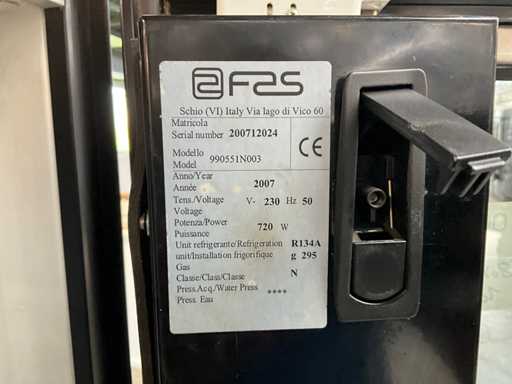 FAS
Schio (VI) Italy Via lago di Vico 60
Matricola
Serial number 200712024
Modello
Model 990551N003
CE
Anno/Year
Année 2007
Tens./Voltage V- 230 Hz 50
Voltage
Potenza/Power 720 W
Puissance
Unit refrigerante/Refrigeration R134A
unit/Installation frigorifique g 295
Gas
Classe/Class/Classe N
Press.Acq./Water Press ****
Press. Eau